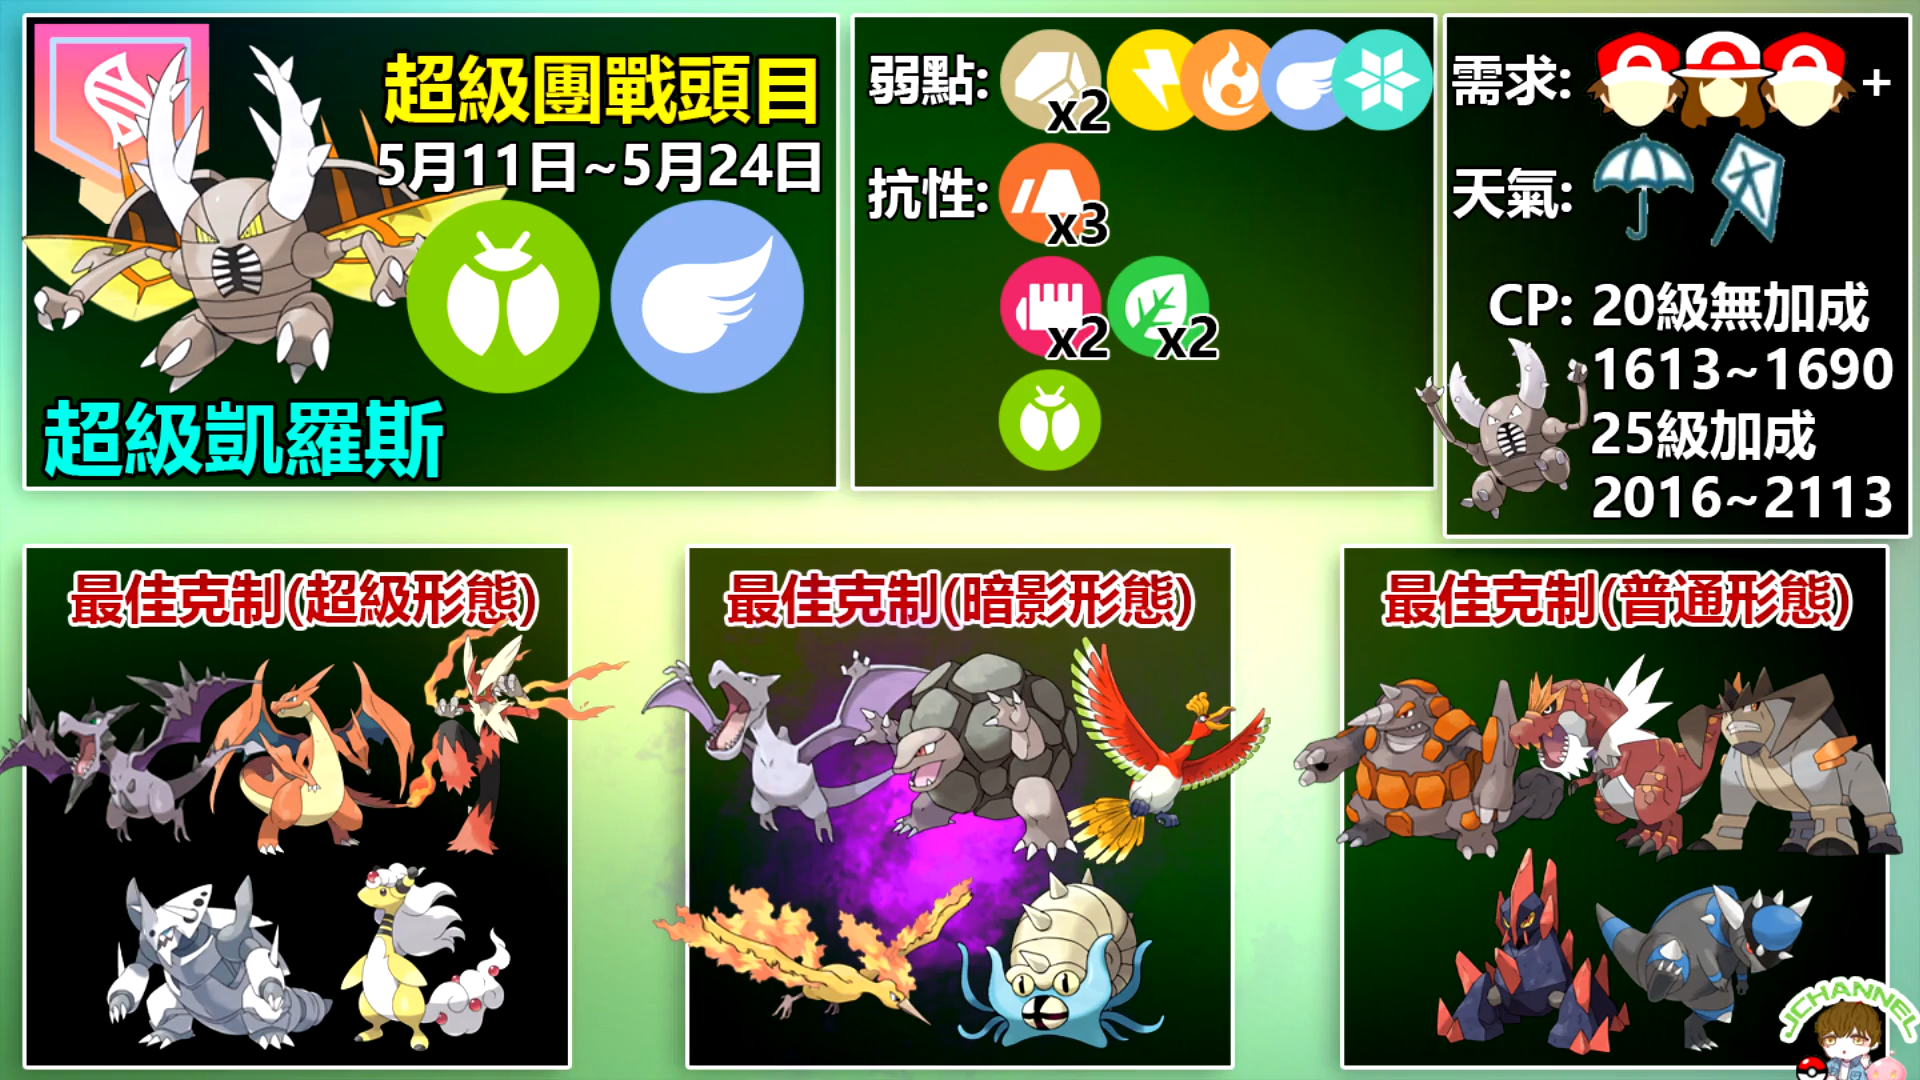 超級團戰頭目
5月11日~5月24日
超級凱羅斯
弱點:
x2
抗性:
x3
x2
x2
需求:
+
天氣:
CP: 20級無加成
1613~1690
25級加成
2016~2113
最佳克制(超級形態)
最佳克制(暗影形態)
最佳克制(普通形態)
JCHANNEL